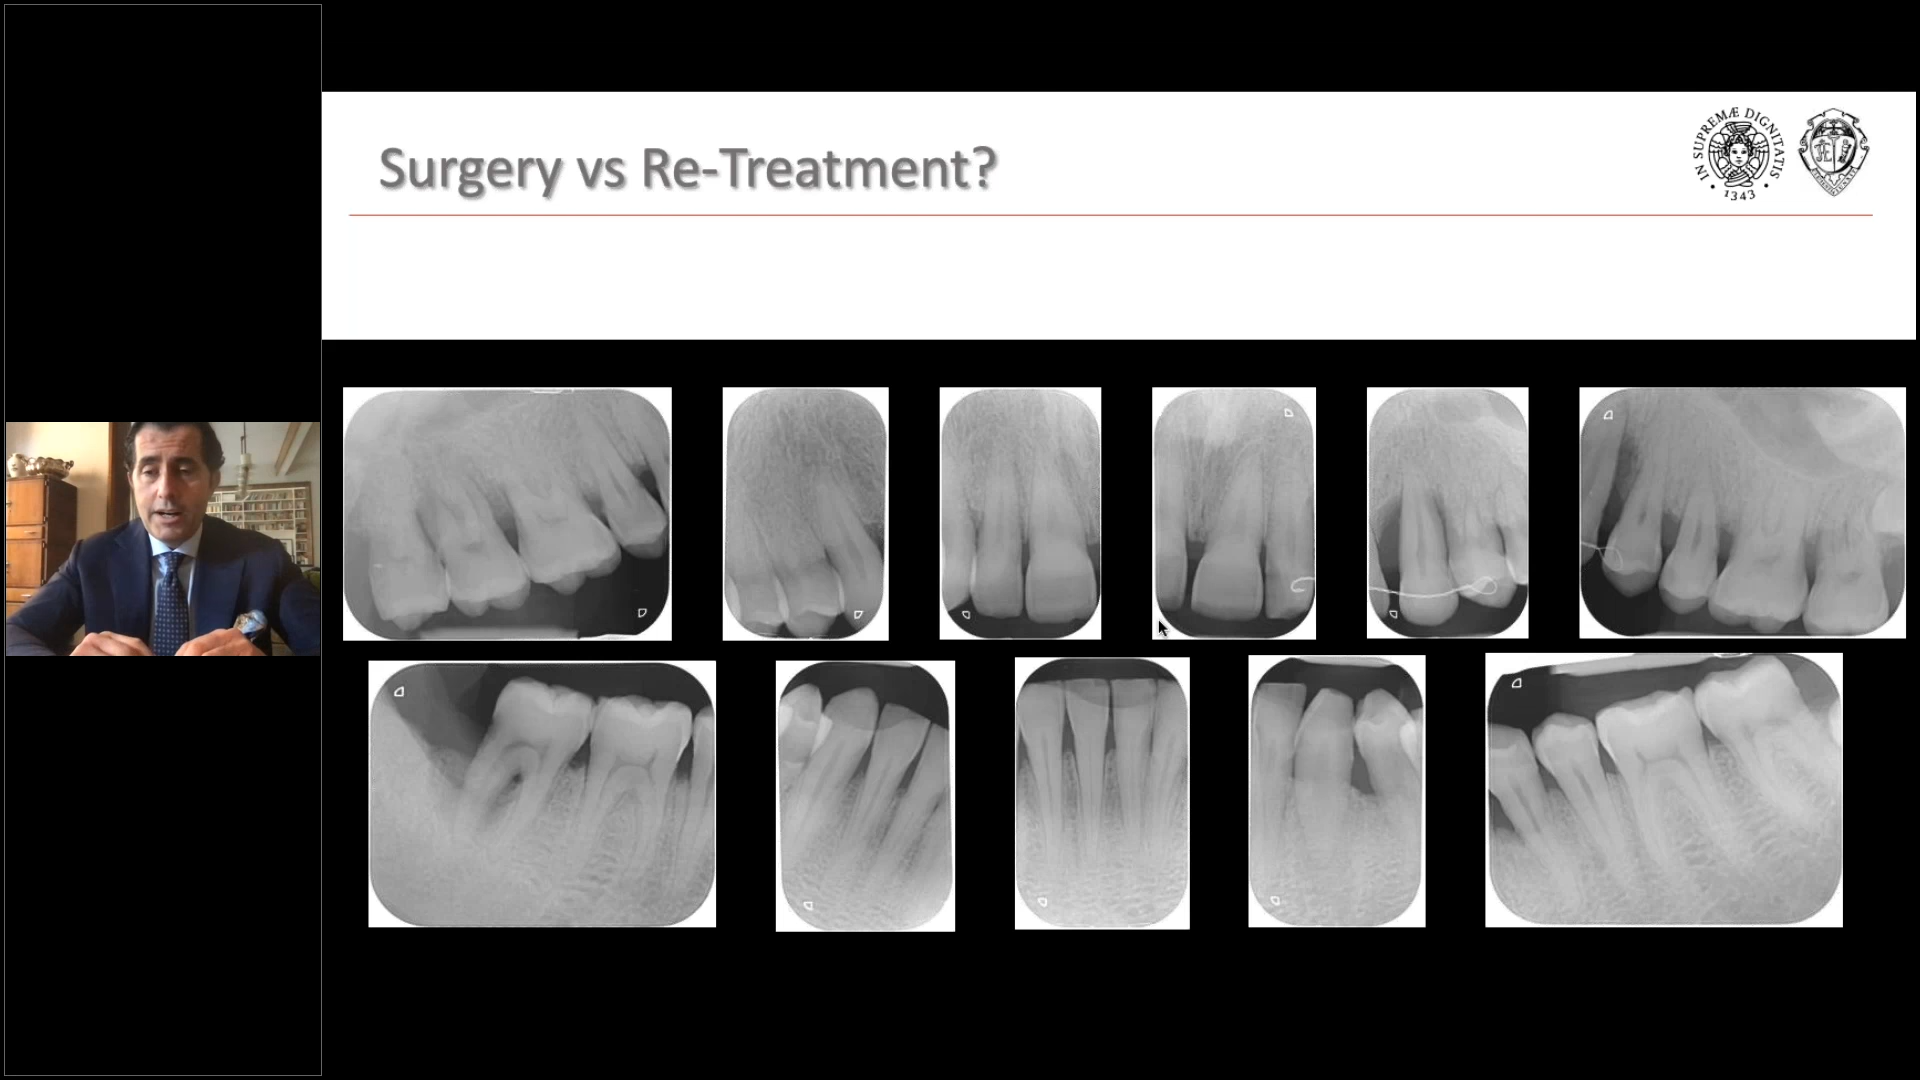 Surgery vs Re-Treatment?
IN SUPREMÆ DIGNITATIS
• 1343 •